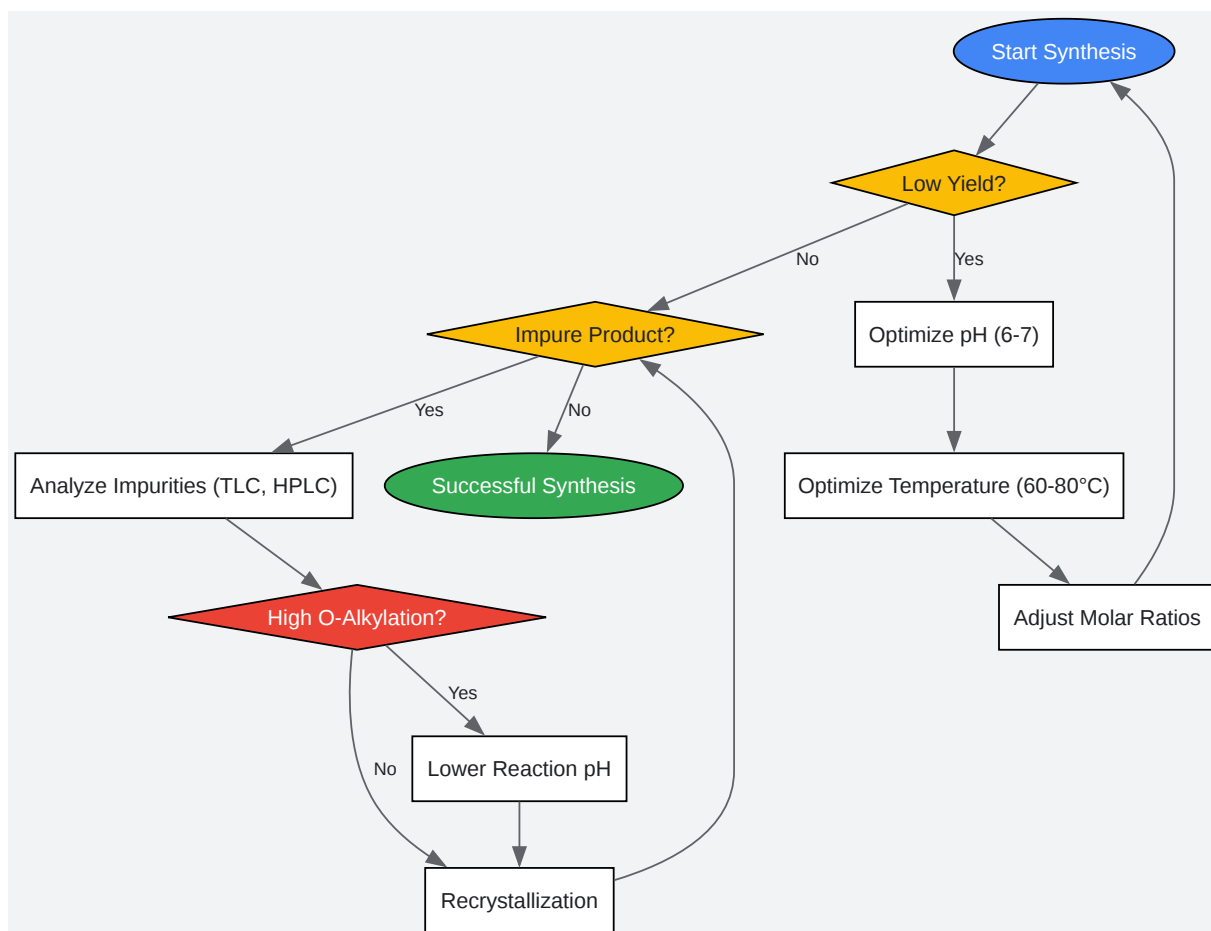 Start Synthesis
Low Yield?
No
Yes
Impure Product?
Optimize pH (6-7)
Yes
No
Analyze Impurities (TLC, HPLC)
Successful Synthesis
Optimize Temperature (60-80°C)
High O-Alkylation?
Adjust Molar Ratios
Yes
No
Lower Reaction pH
Recrystallization